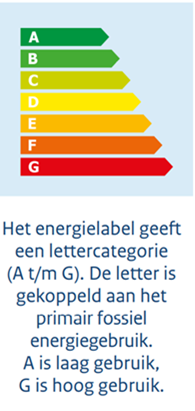 A
B
C
D
E
F
G
Het energielabel geeft
een lettercategorie
(A t/m G). De letter is
gekoppeld aan het
primair fossiel
energiegebruik.
A is laag gebruik,
G is hoog gebruik.